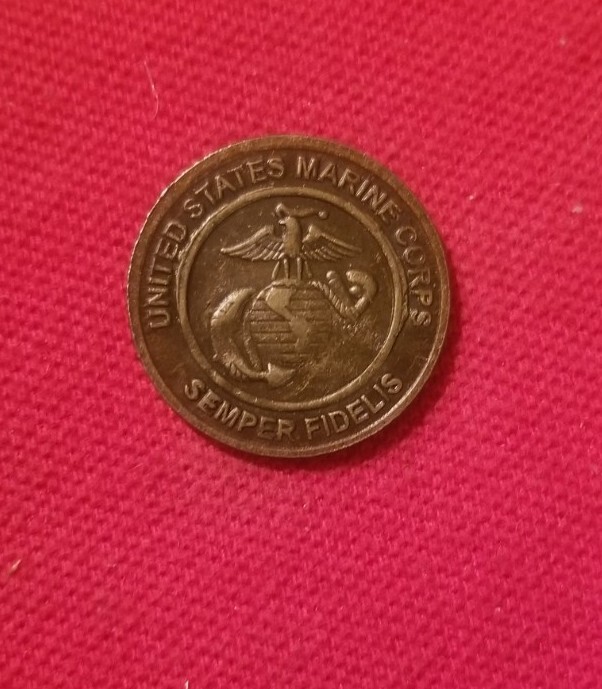 UNITED STATES MARINE CORPS
SEMPER FIDELIS